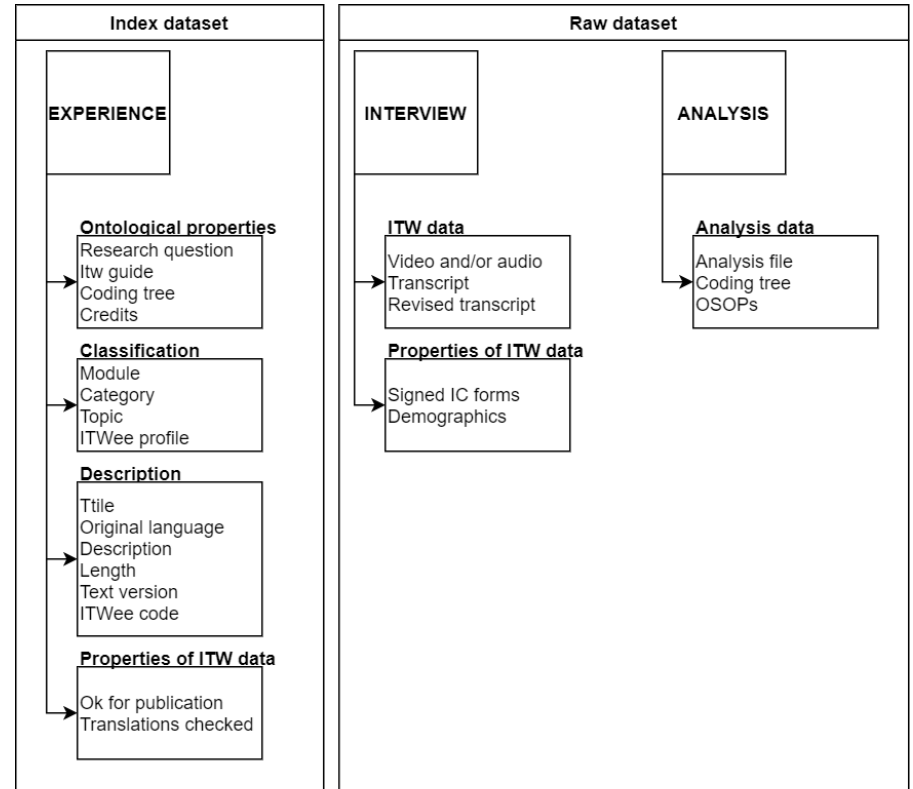 Index dataset
EXPERIENCE
Ontological properties
Research question
Itw guide
Coding tree
Credits
Classification
Module
Category
Topic
ITWee profile
Description
Ttile
Original language
Description
Length
Text version
ITWee code
Properties of ITW data
Ok for publication
Translations checked
Raw dataset
INTERVIEW
ITW data
Video and/or audio
Transcript
Revised transcript
Properties of ITW data
Signed IC forms
Demographics
ANALYSIS
Analysis data
Analysis file
Coding tree
OSOPs